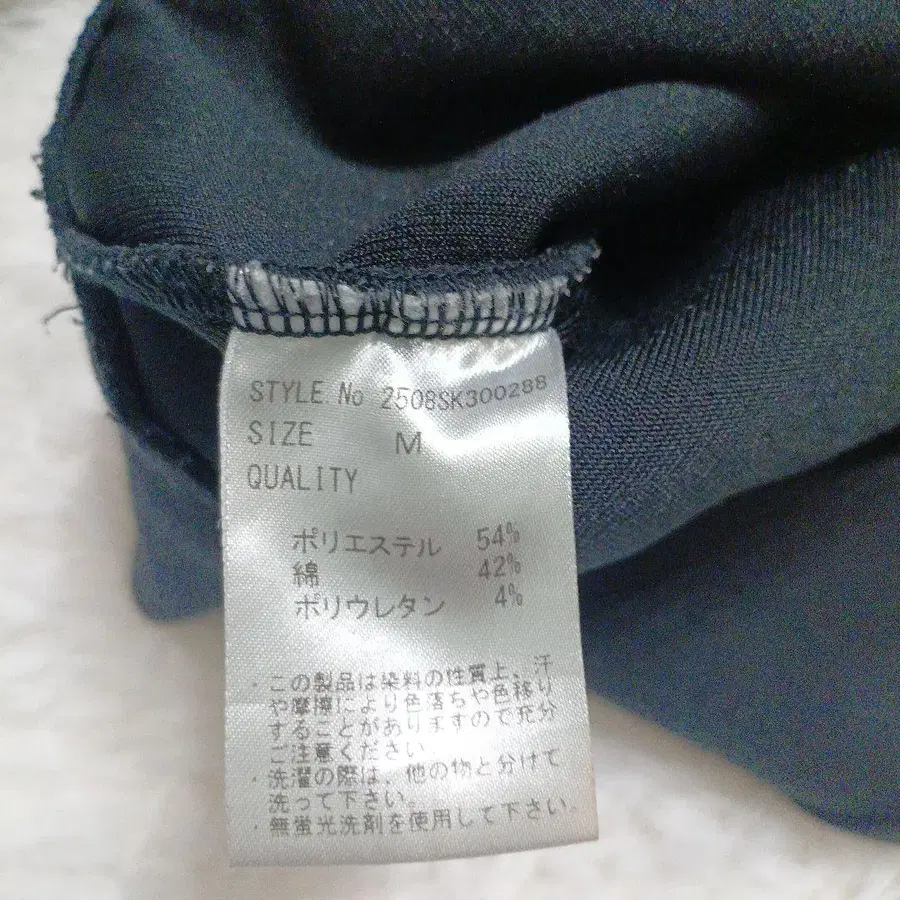 STYLE No 2508SK300288
SIZE M
QUALITY
ポリエステル 54%
綿 42%
ポリウレタン 4%
・この製品は染料の性質上、汗
や摩擦により色落ちや色移り
することがありますので充分
ご注意ください。
・洗濯の際は、他の物と分けて
洗って下さい。
・無蛍光洗剤を使用して下さい。